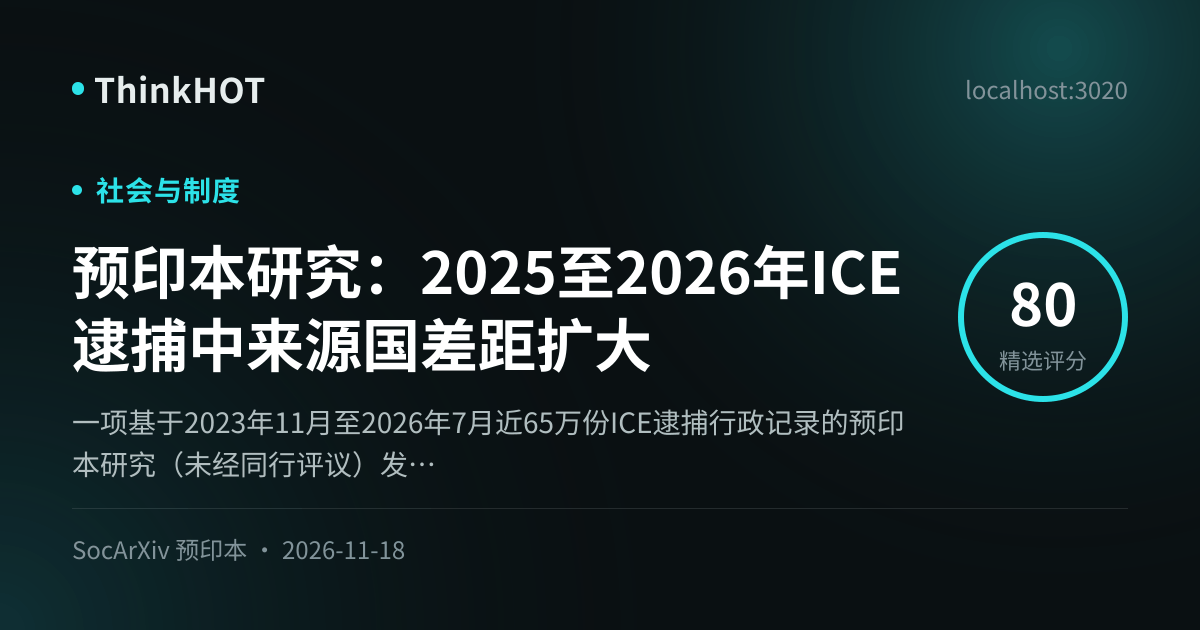 ThinkHOT
localhost:3020
社会与制度
预印本研究：2025至2026年ICE
逮捕中来源国差距扩大
80
精选评分
一项基于2023年11月至2026年7月近65万份ICE逮捕行政记录的预印
本研究（未经同行评议）发…
SocArXiv 预印本 · 2026-11-18